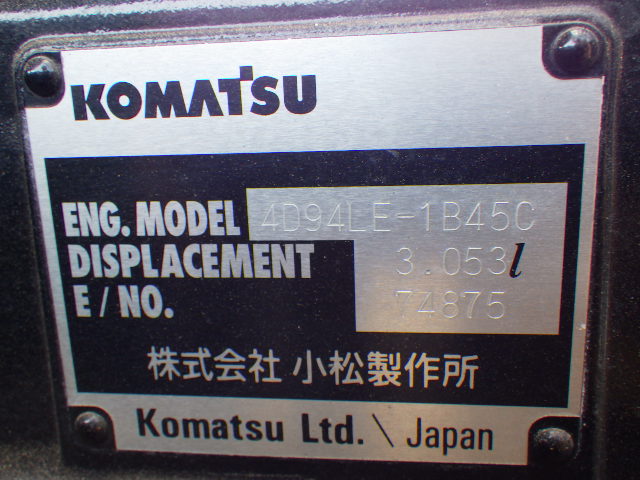 KOMATSU
ENG. MODEL 4D94LE-1B45C
DISPLACEMENT 3.053 l
E / NO. 74875
株式会社 小松製作所
Komatsu Ltd. \ Japan